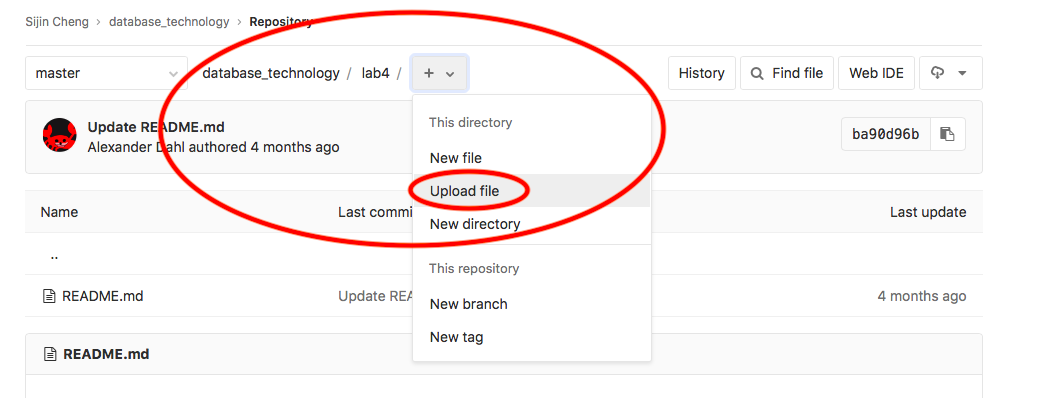 Sijin Cheng > database_technology > Repository
master database_technology / lab4 / + History Find file Web IDE
Update README.md
Alexander Dahl authored 4 months ago
ba90d96b
This directory
New file
Upload file
New directory
This repository
New branch
New tag
Name Last commi Last update
..
README.md Update REA 4 months ago
README.md